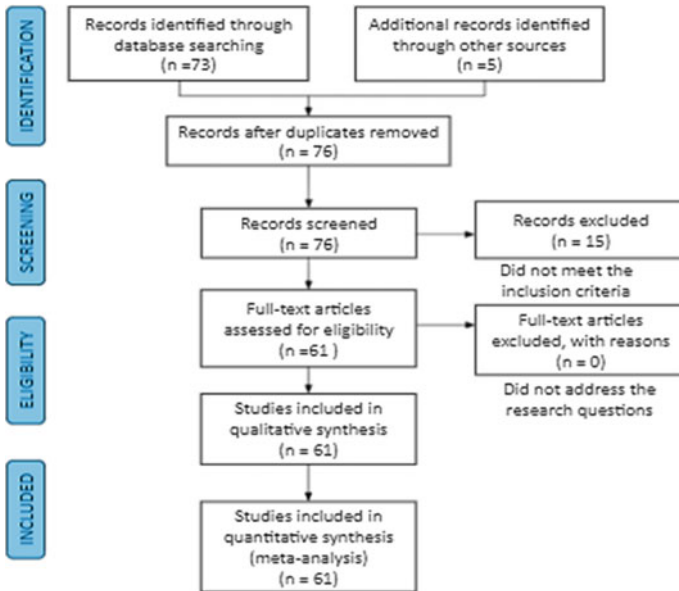 IDENTIFICATION
Records identified through
database searching
(n =73)
Additional records identified
through other sources
(n =5)
Records after duplicates removed
(n = 76)
SCREENING
Records screened
(n = 76)
Records excluded
(n = 15)
Did not meet the
inclusion criteria
ELIGIBILITY
Full-text articles
assessed for eligibility
(n =61 )
Full-text articles
excluded, with reasons
(n = 0)
Did not address the
research questions
Studies included in
qualitative synthesis
(n = 61)
INCLUDED
Studies included in
quantitative synthesis
(meta-analysis)
(n = 61)